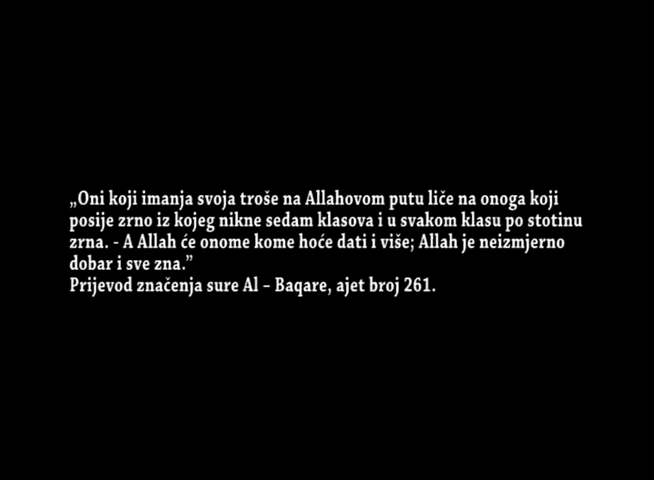 „Oni koji imanja svoja troše na Allahovom putu liče na onoga koji
posije zrno iz kojeg nikne sedam klasova i u svakom klasu po stotinu
zrna. - A Allah će onome kome hoće dati i više; Allah je neizmjerno
dobar i sve zna.”
Prijevod značenja sure Al – Baqare, ajet broj 261.